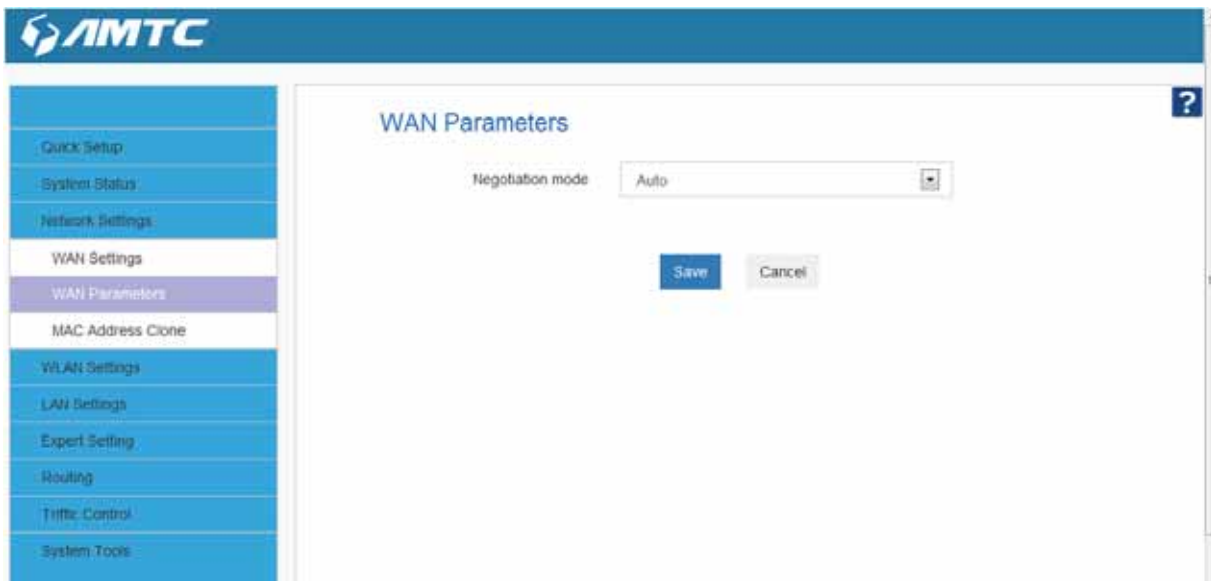 AMTC
?
Quick Setup
System Status
Network Settings
WAN Settings
WAN Parameters
MAC Address Clone
WLAN Settings
LAN Settings
Expert Setting
Routing
Triffic Control
System Tools
WAN Parameters
Negotiation mode
Auto
Save
Cancel